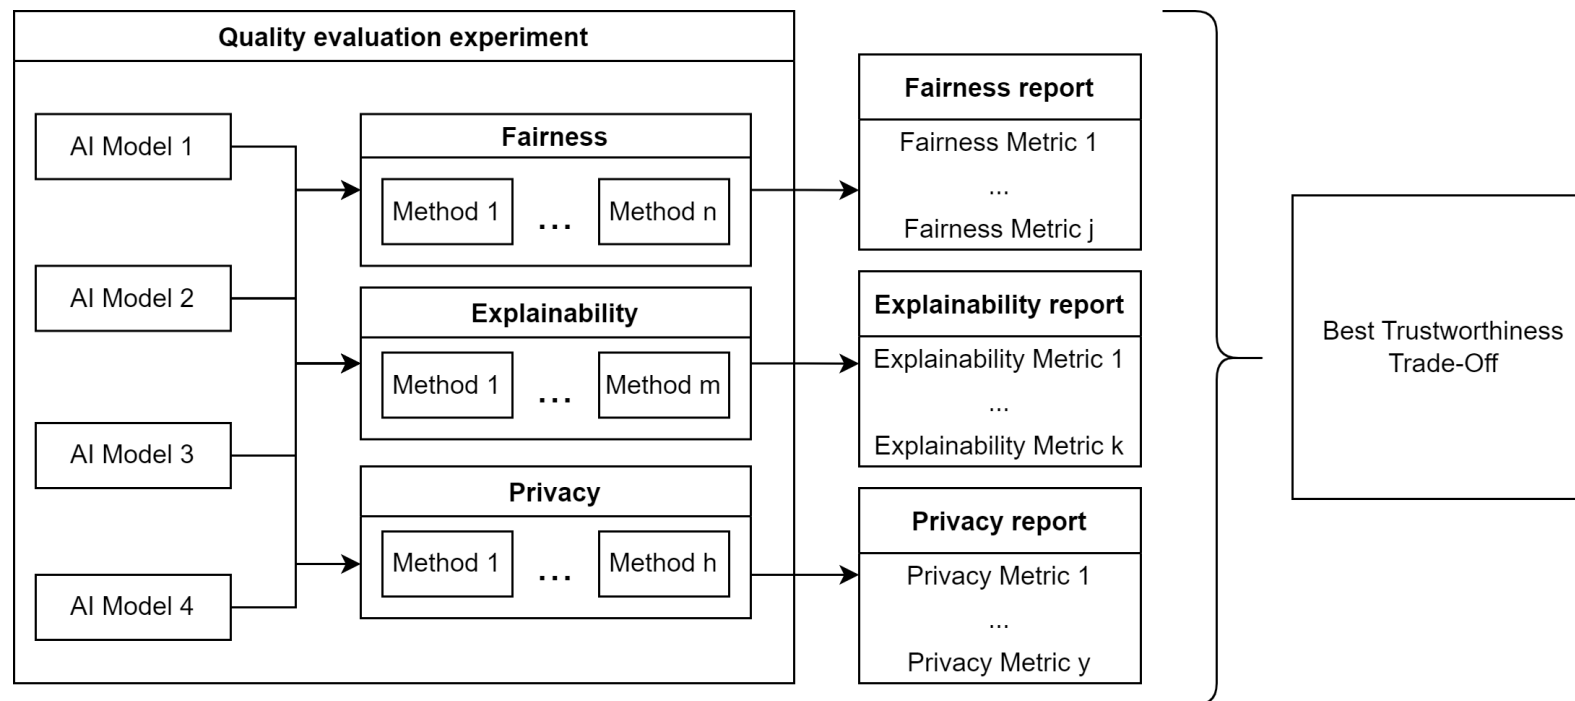 Quality evaluation experiment
AI Model 1
AI Model 2
AI Model 3
AI Model 4
Fairness
Method 1
...
Method n
Explainability
Method 1
...
Method m
Privacy
Method 1
...
Method h
Fairness report
Fairness Metric 1
...
Fairness Metric j
Explainability report
Explainability Metric 1
...
Explainability Metric k
Privacy report
Privacy Metric 1
...
Privacy Metric y
Best Trustworthiness
Trade-Off